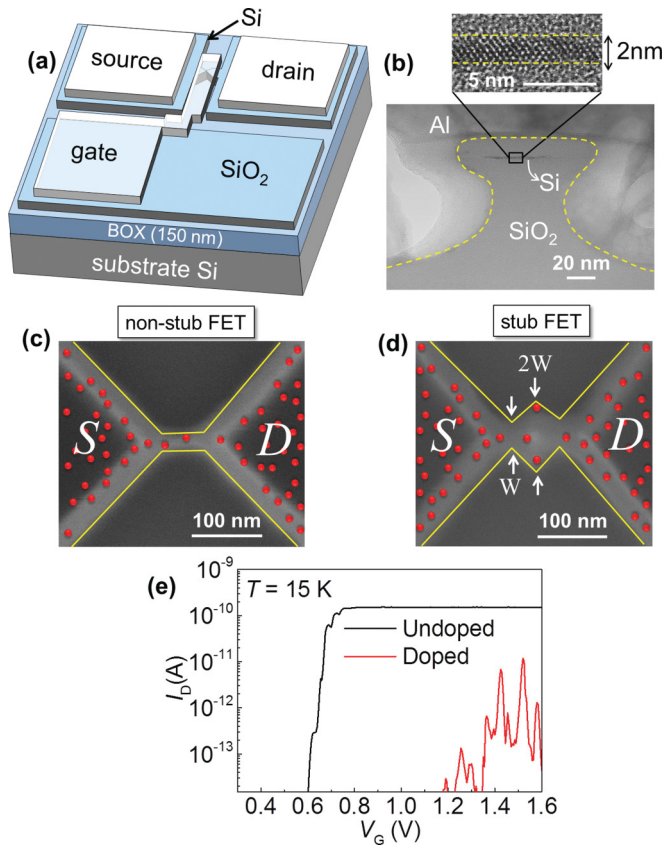 Si
(a)
source
drain
gate
SiO₂
BOX (150 nm)
substrate Si
(b)
5 nm
2nm
Al
Si
SiO₂
20 nm
(c)
non-stub FET
S
D
100 nm
(d)
stub FET
2W
S
D
W
100 nm
(e)
10⁻⁹
10⁻¹⁰
10⁻¹¹
10⁻¹²
10⁻¹³
I_D(A)
T = 15 K
Undoped
Doped
0.4 0.6 0.8 1.0 1.2 1.4 1.6
V_G (V)